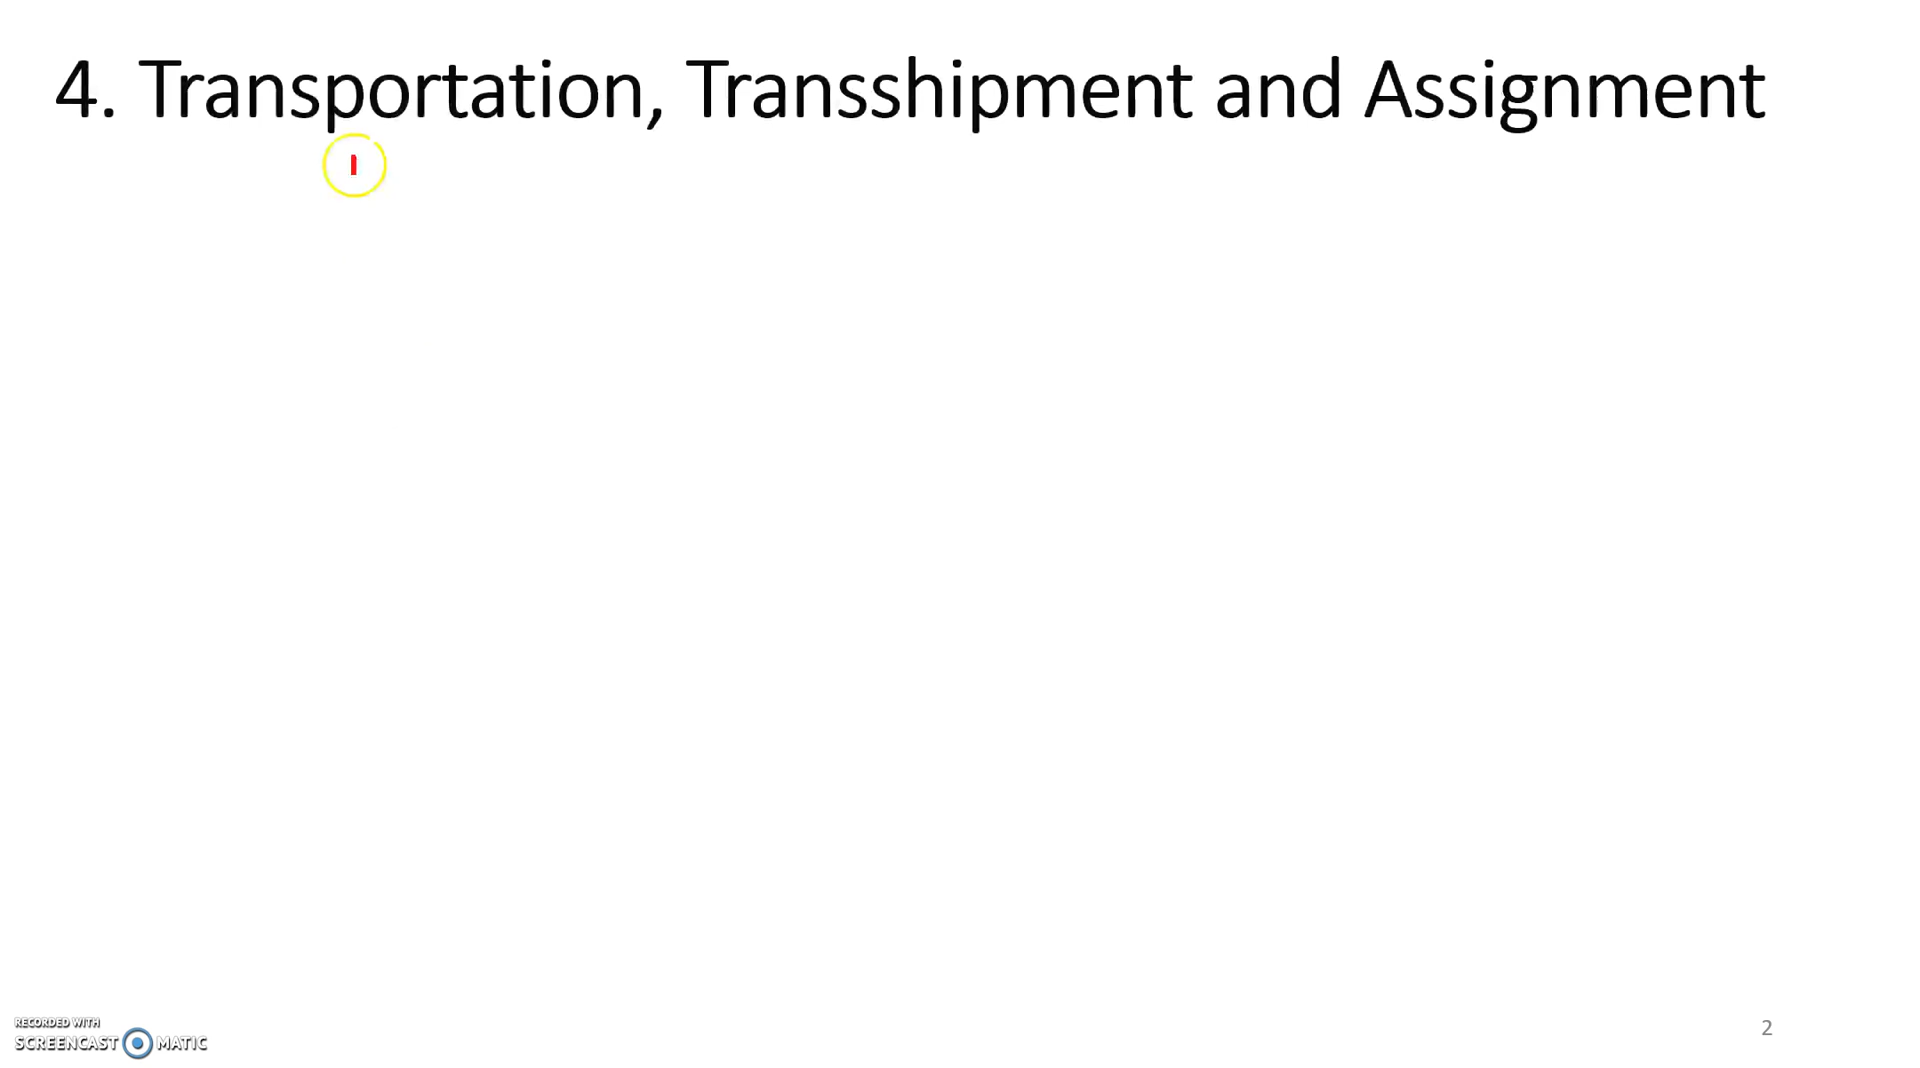 4. Transportation, Transshipment and Assignment
RECORDED WITH
SCREENCAST MATIC
2